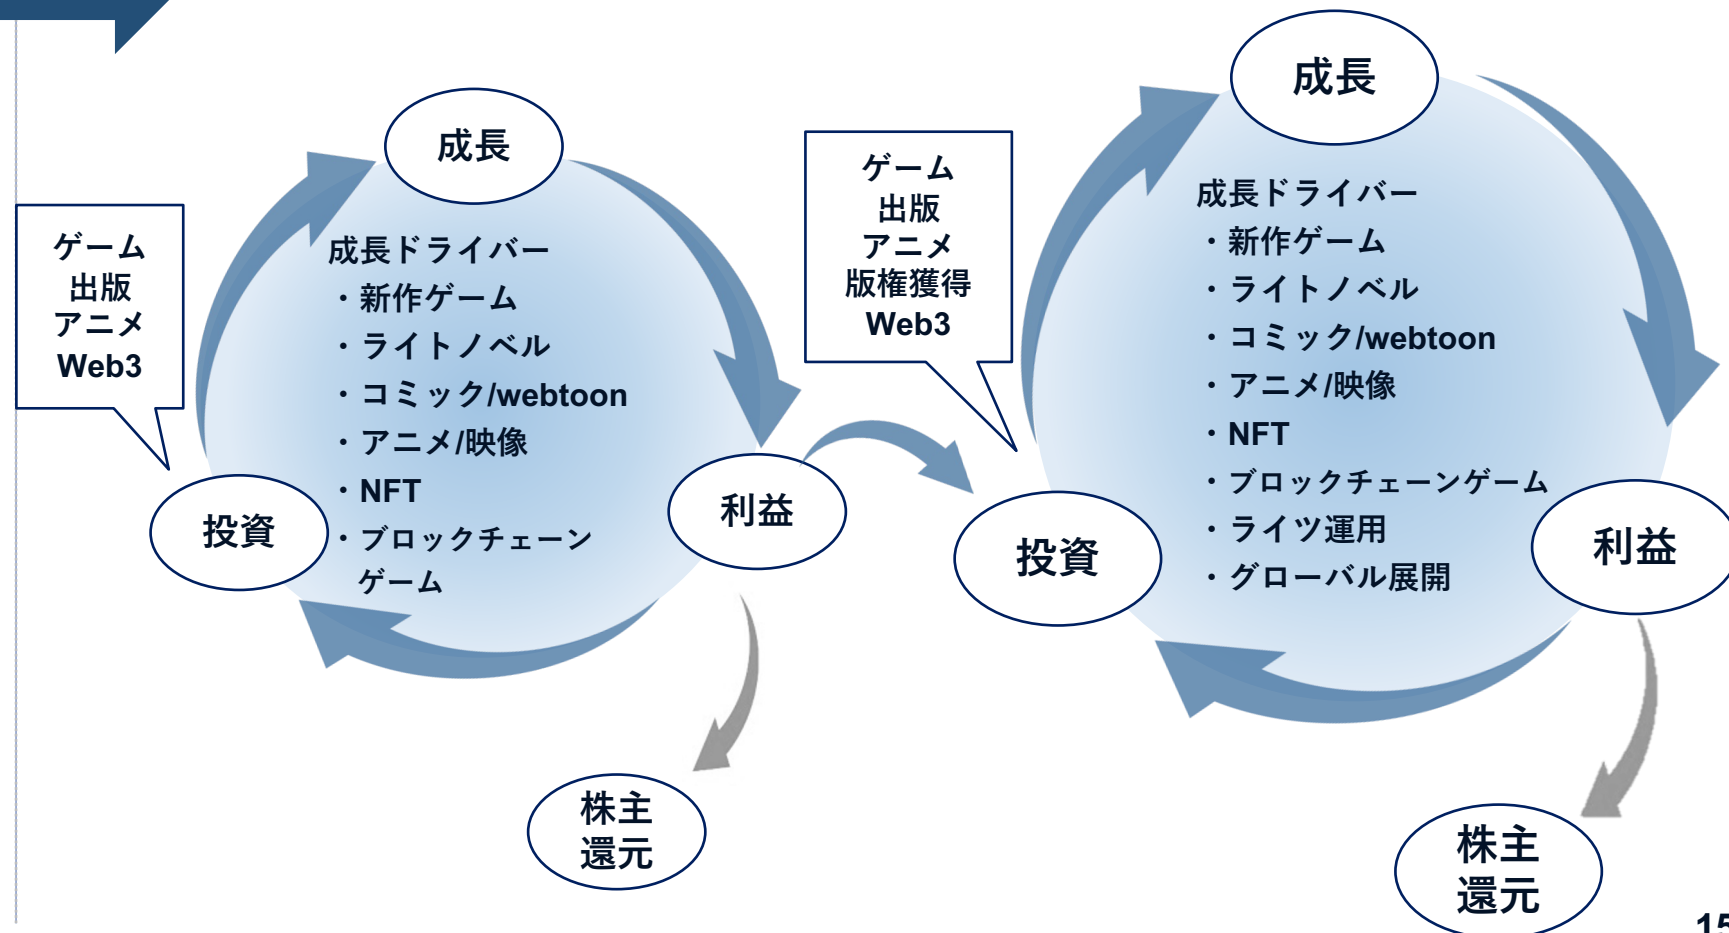 成長
ゲーム
出版
アニメ
Web3
成長ドライバー
・新作ゲーム
・ライトノベル
・コミック/webtoon
・アニメ/映像
・NFT
・ブロックチェーン
ゲーム
投資
利益
株主
還元
成長
ゲーム
出版
アニメ
版権獲得
Web3
成長ドライバー
・新作ゲーム
・ライトノベル
・コミック/webtoon
・アニメ/映像
・NFT
・ブロックチェーンゲーム
・ライツ運用
・グローバル展開
投資
利益
株主
還元
15